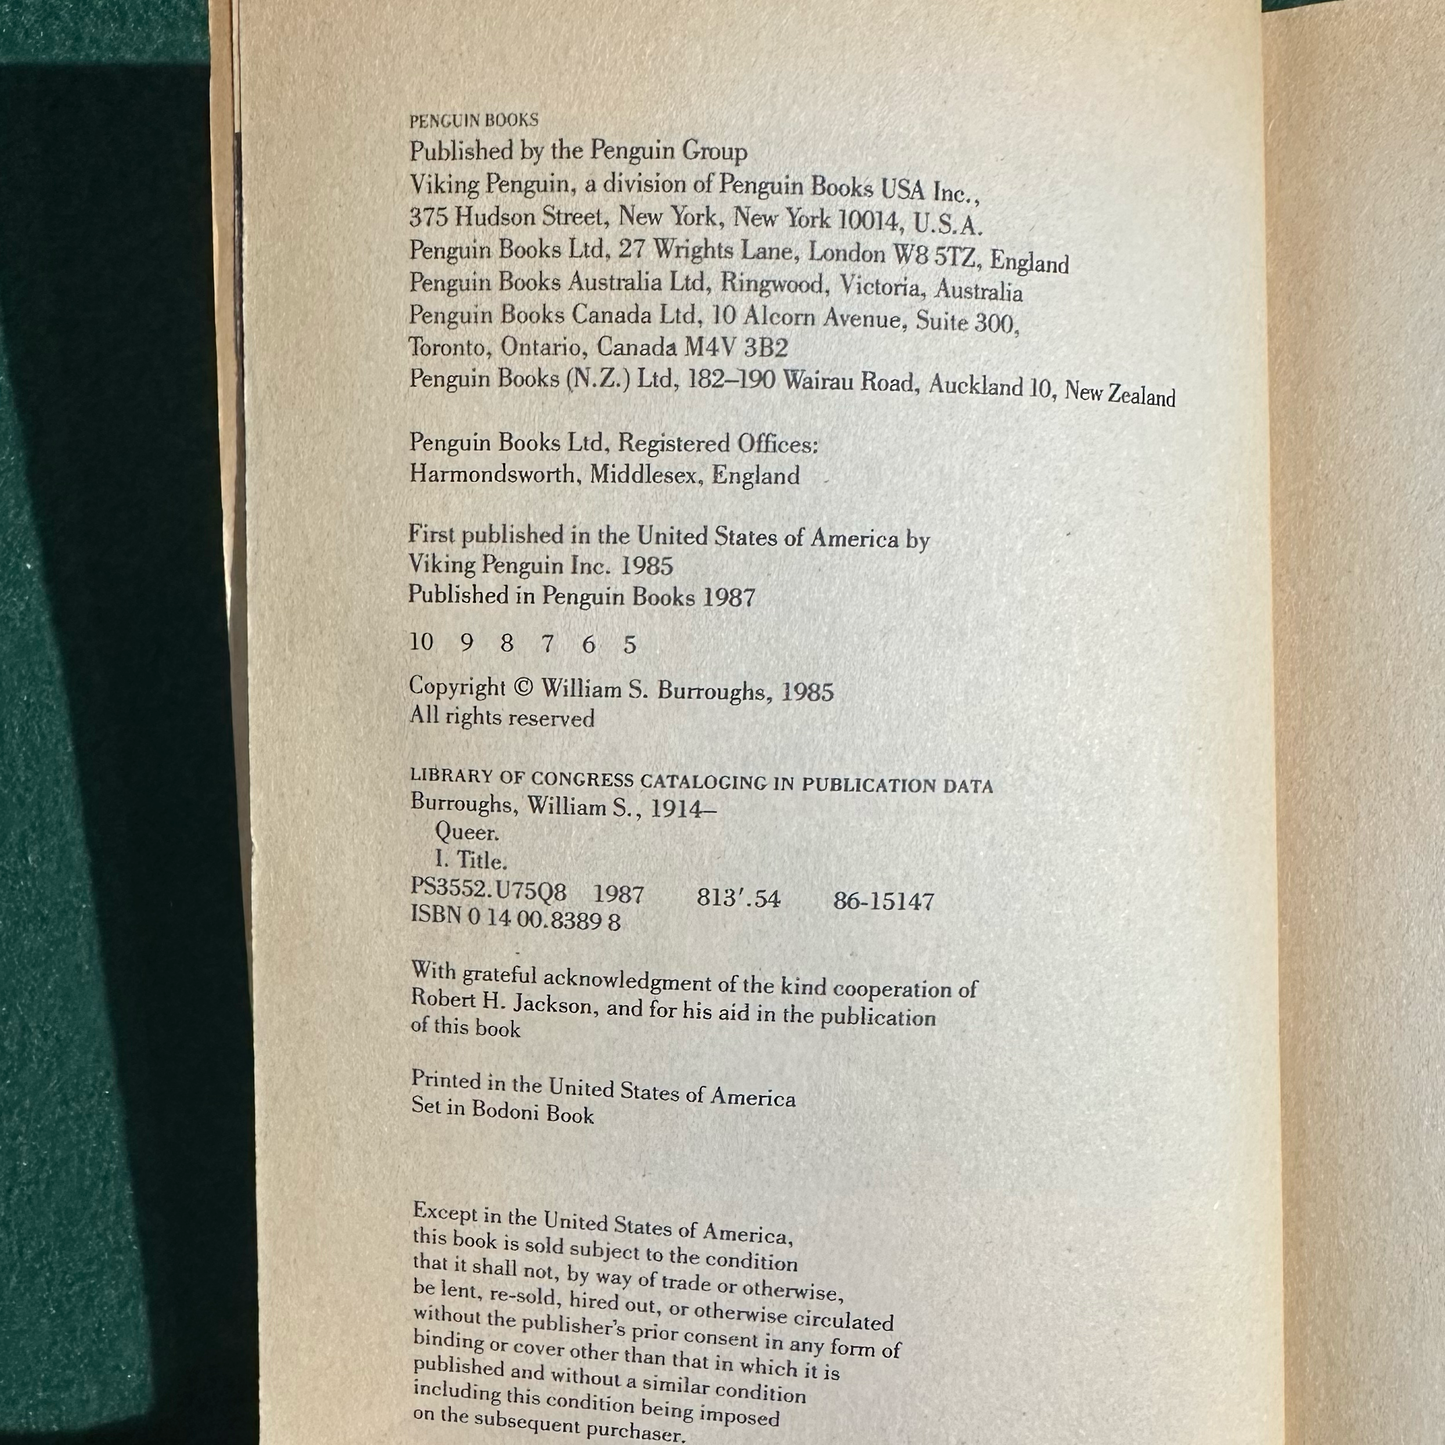 PENGUIN BOOKS
Published by the Penguin Group
Viking Penguin, a division of Penguin Books USA Inc.,
375 Hudson Street, New York, New York 10014, U.S.A.
Penguin Books Ltd, 27 Wrights Lane, London W8 5TZ, England
Penguin Books Australia Ltd, Ringwood, Victoria, Australia
Penguin Books Canada Ltd, 10 Alcorn Avenue, Suite 300,
Toronto, Ontario, Canada M4V 3B2
Penguin Books (N.Z.) Ltd, 182–190 Wairau Road, Auckland 10, New Zealand
Penguin Books Ltd, Registered Offices:
Harmondsworth, Middlesex, England
First published in the United States of America by
Viking Penguin Inc. 1985
Published in Penguin Books 1987
10 9 8 7 6 5
Copyright © William S. Burroughs, 1985
All rights reserved
LIBRARY OF CONGRESS CATALOGING IN PUBLICATION DATA
Burroughs, William S., 1914–
Queer.
I. Title.
PS3552.U75Q8 1987 813′.54 86-15147
ISBN 0 14 00.8389 8
With grateful acknowledgment of the kind cooperation of
Robert H. Jackson, and for his aid in the publication
of this book
Printed in the United States of America
Set in Bodoni Book
Except in the United States of America,
this book is sold subject to the condition
that it shall not, by way of trade or otherwise,
be lent, re-sold, hired out, or otherwise circulated
without the publisher's prior consent in any form of
binding or cover other than that in which it is
published and without a similar condition
including this condition being imposed
on the subsequent purchaser.